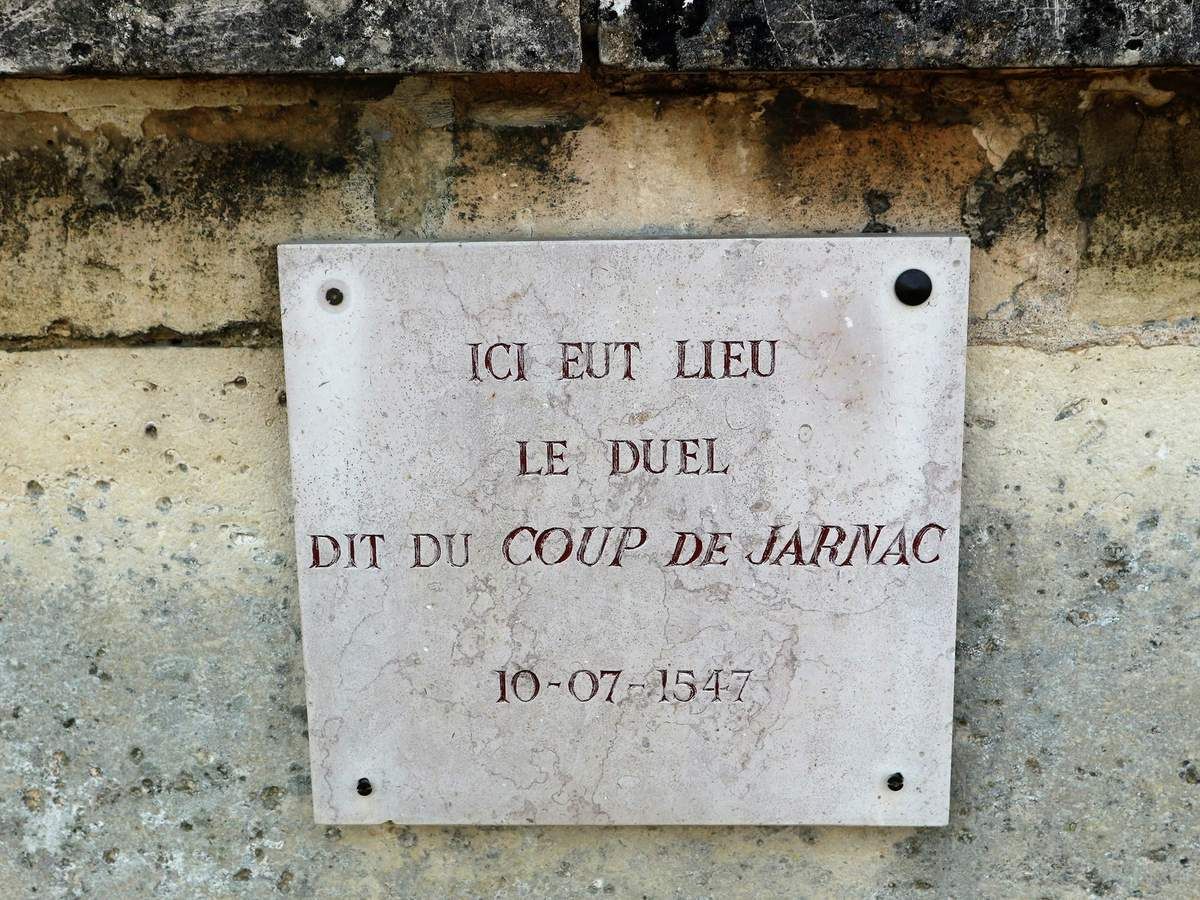 ICI EUT LIEU
LE DUEL
DIT DU COUP DE JARNAC
10-07-1547